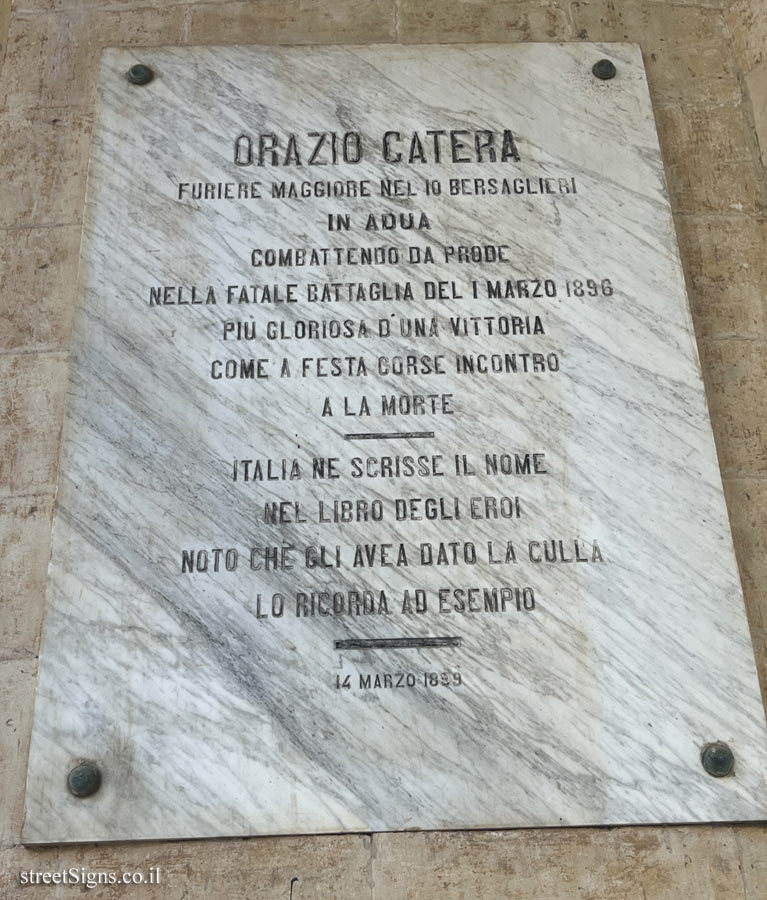 ORAZIO CATERA
FURIERE MAGGIORE NEL 10 BERSAGLIERI
IN ADUA
COMBATTENDO DA PRODE
NELLA FATALE BATTAGLIA DEL 1 MARZO 1896
PIÙ GLORIOSA D'UNA VITTORIA
COME A FESTA CORSE INCONTRO
A LA MORTE
ITALIA NE SCRISSE IL NOME
NEL LIBRO DEGLI EROI
NOTO CHE GLI AVEA DATO LA CULLA
LO RICORDA AD ESEMPIO
14 MARZO 1899
streetSigns.co.il